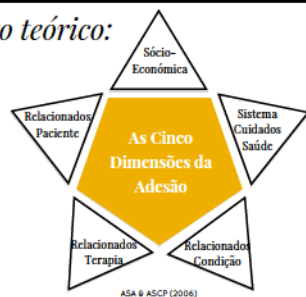 o teórico:
Sócio-
Económica
Relacionados
Paciente
Sistema
Cuidados
Saúde
As Cinco
Dimensões da
Adesão
Relacionados
Terapia
Relacionados
Condição
ASA & ASCP (2006)